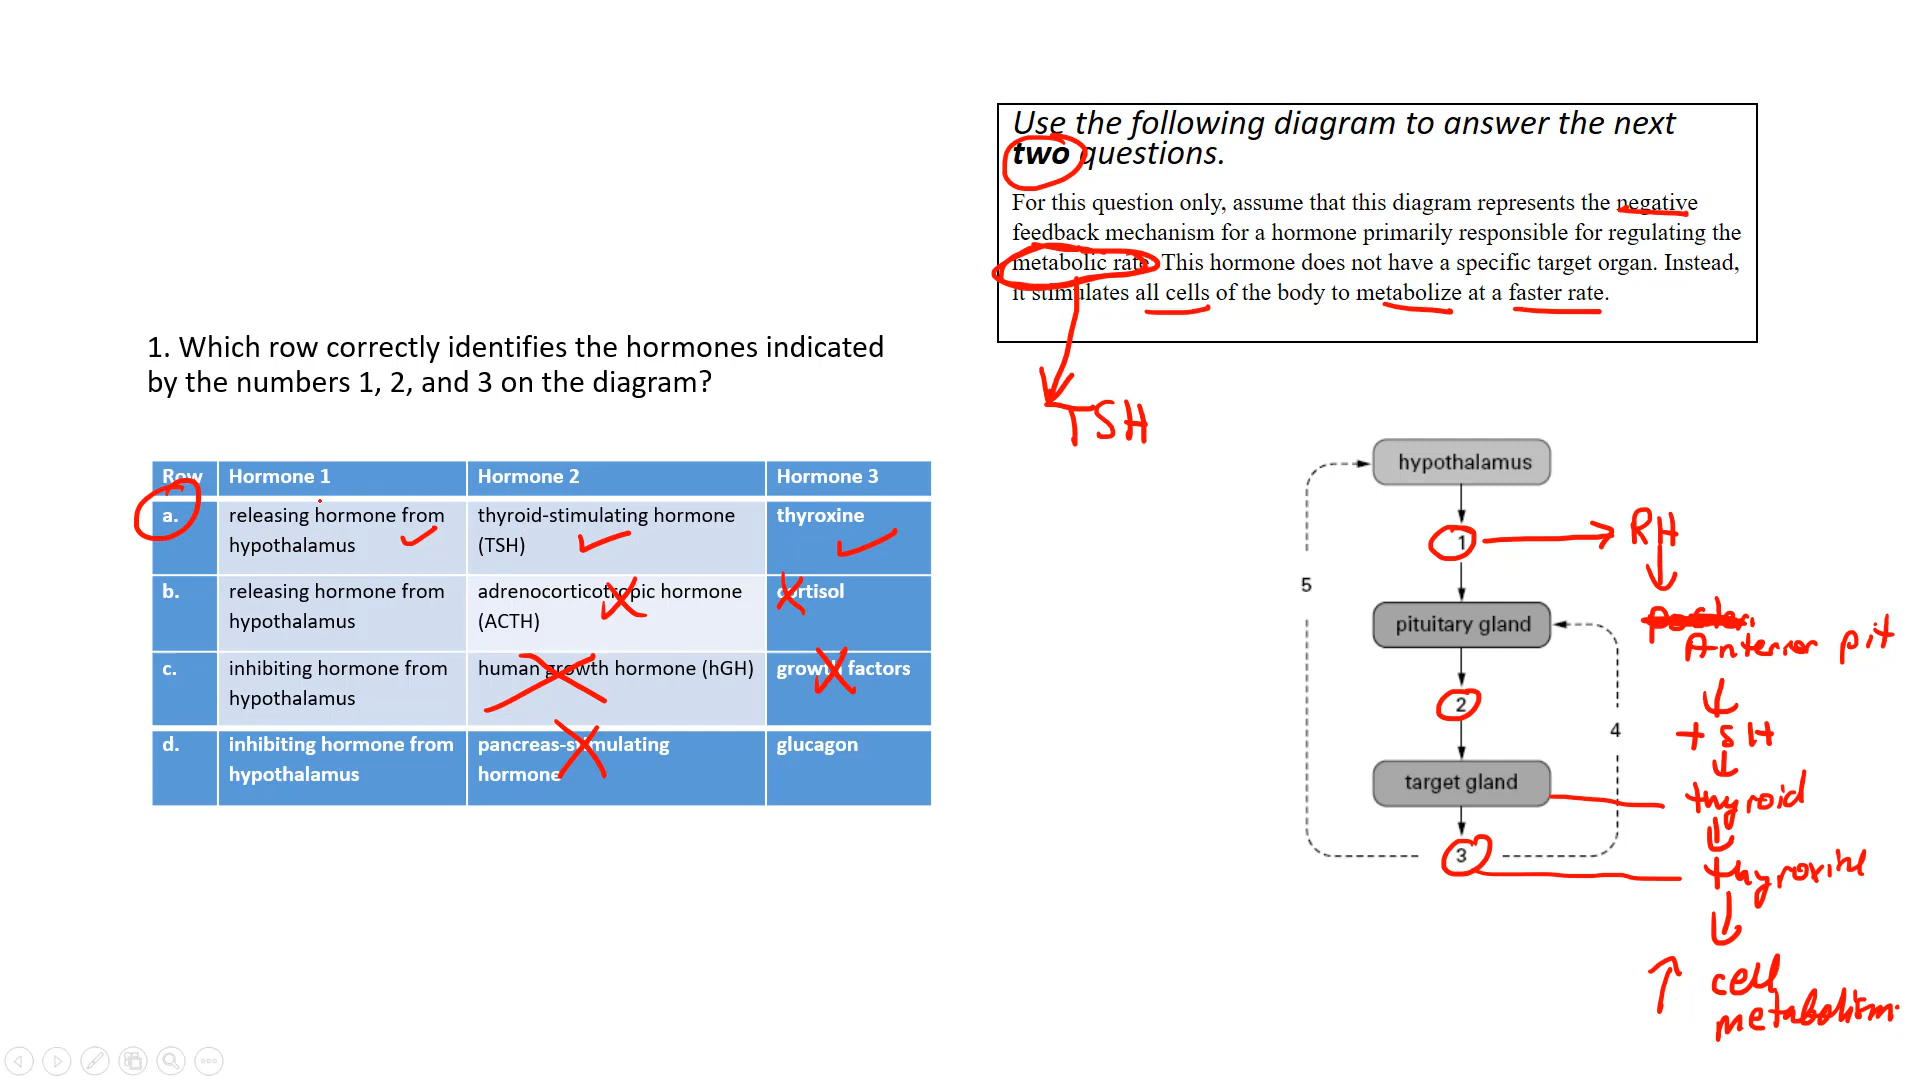 Use the following diagram to answer the next
two questions.
For this question only, assume that this diagram represents the negative
feedback mechanism for a hormone primarily responsible for regulating the
metabolic rate. This hormone does not have a specific target organ. Instead,
it stimulates all cells of the body to metabolize at a faster rate.
TSH
1. Which row correctly identifies the hormones indicated
by the numbers 1, 2, and 3 on the diagram?
Row Hormone 1 Hormone 2 Hormone 3
a. releasing hormone from thyroid-stimulating hormone thyroxine
hypothalamus (TSH)
b. releasing hormone from adrenocorticotropic hormone cortisol
hypothalamus (ACTH)
c. inhibiting hormone from human growth hormone (hGH) growth factors
hypothalamus
d. inhibiting hormone from pancreas-stimulating glucagon
hypothalamus hormone
hypothalamus
1
RH
5
pituitary gland
Anterior pit
2
4
TSH
target gland
thyroid
3
thyroxine
cell
metabolism.